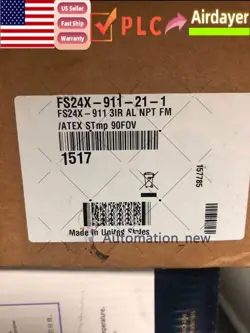 US Seller
Fast Ship
Warranty
I ❤ PLC
Airdayer
FS24X-911-21-1
FS24X-911 3IR AL NPT FM
/ATEX STmp 90FOV
1517
157785
Made in United States
Automation_new